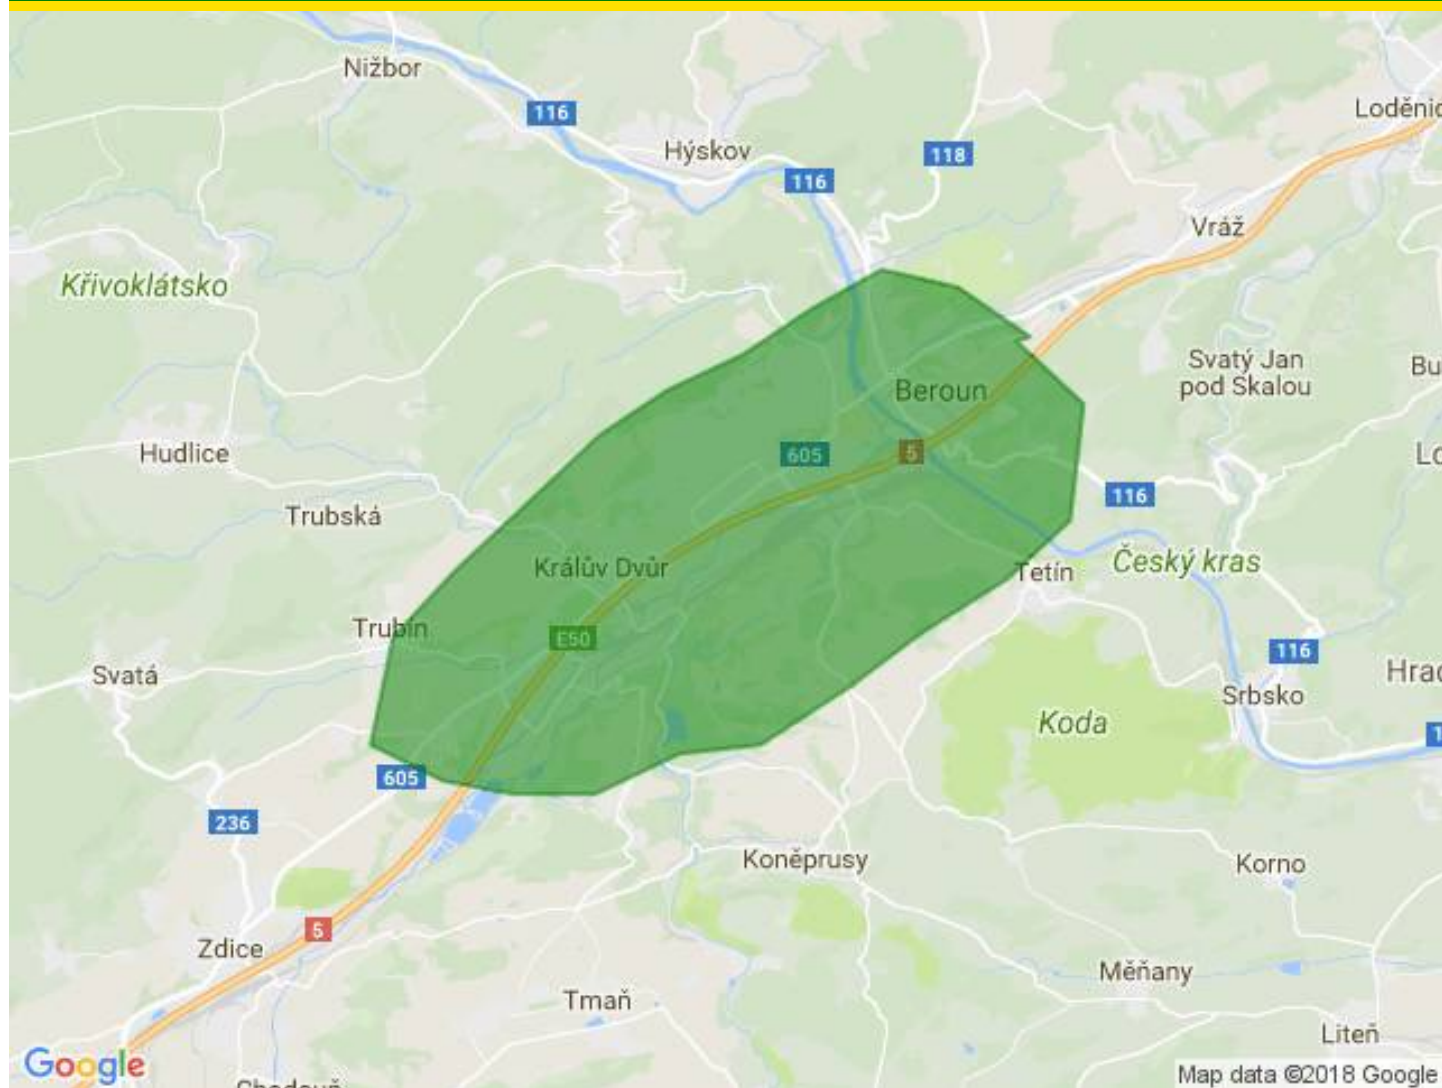 Nižbor
116
Loděnic
Hýskov
118
116
Vráž
Křivoklátsko
Svatý Jan
pod Skalou
Bu
Beroun
Hudlice
605
5
Lo
116
Trubská
Český kras
Králův Dvůr
Tetín
Trubín
E50
116
Svatá
Hrad
Srbsko
Koda
1
605
236
Koněprusy
Korno
5
Zdice
Měňany
Tmaň
Liteň
Google
Map data ©2018 Google